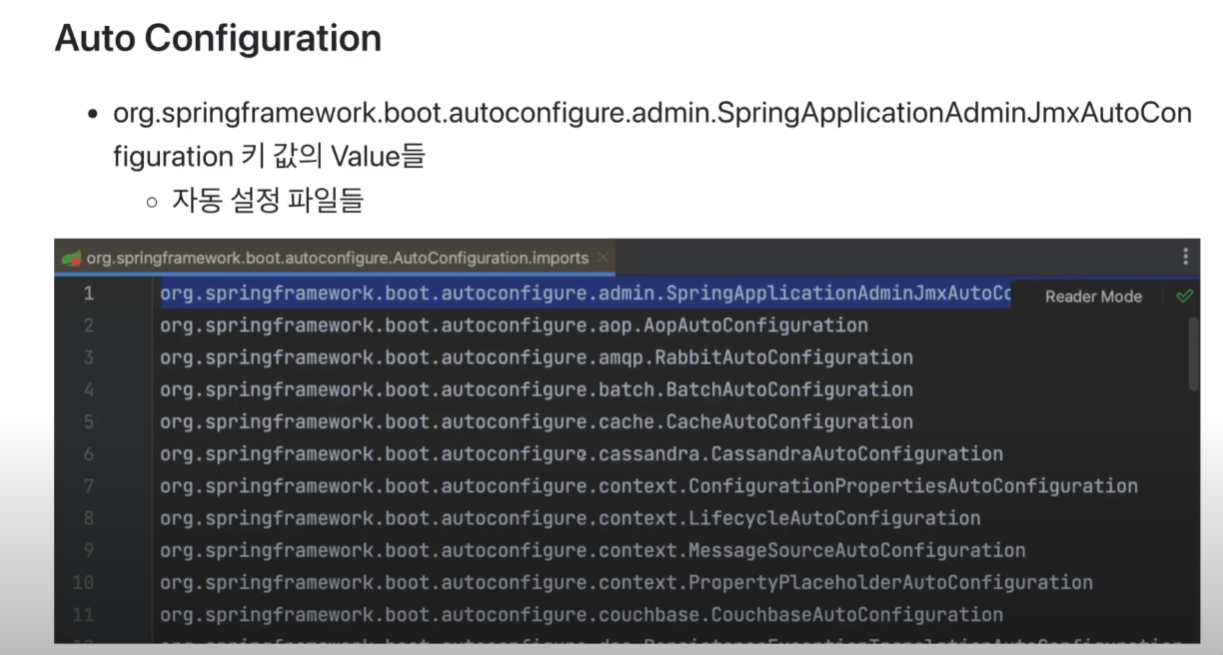 Auto Configuration
• org.springframework.boot.autoconfigure.admin.SpringApplicationAdminJmxAutoCon
figuration 키 값의 Value들
○ 자동 설정 파일들
org.springframework.boot.autoconfigure.AutoConfiguration.imports ×
1 org.springframework.boot.autoconfigure.admin.SpringApplicationAdminJmxAutoCo Reader Mode
2 org.springframework.boot.autoconfigure.aop.AopAutoConfiguration
3 org.springframework.boot.autoconfigure.amqp.RabbitAutoConfiguration
4 org.springframework.boot.autoconfigure.batch.BatchAutoConfiguration
5 org.springframework.boot.autoconfigure.cache.CacheAutoConfiguration
6 org.springframework.boot.autoconfigure.cassandra.CassandraAutoConfiguration
7 org.springframework.boot.autoconfigure.context.ConfigurationPropertiesAutoConfiguration
8 org.springframework.boot.autoconfigure.context.LifecycleAutoConfiguration
9 org.springframework.boot.autoconfigure.context.MessageSourceAutoConfiguration
10 org.springframework.boot.autoconfigure.context.PropertyPlaceholderAutoConfiguration
11 org.springframework.boot.autoconfigure.couchbase.CouchbaseAutoConfiguration